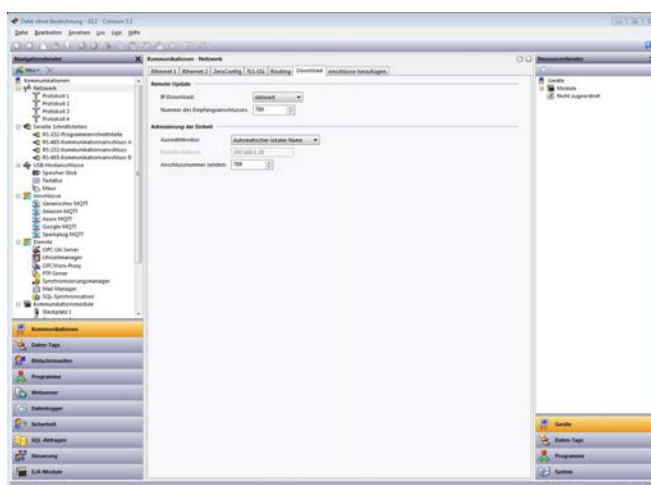 Datei ohne Bezeichnung - GL2 - Crimson 3.1
Datei Bearbeiten Ansehen Los Link Hilfe
Navigationsfenster
Neu
Kommunikationen
Netzwerk
Protokoll 1
Protokoll 2
Protokoll 3
Protokoll 4
Serielle Schnittstellen
RS-232-Programmierschnittstelle
RS-485-Kommunikationsanschluss A
RS-232-Kommunikationsanschluss
RS-485-Kommunikationsanschluss B
USB-Hostanschlüsse
Speicher-Stick
Tastatur
Maus
Anschlüsse
Generisches MQTT
Amazon MQTT
Azure MQTT
Google MQTT
Sparkplug MQTT
Dienste
OPC UA-Server
Uhrzeitmanager
OPCWorx-Proxy
FTP-Server
Synchronisierungsmanager
Mail Manager
SQL-Synchronisation
Kommunikationsmodule
Steckplatz 1
Kommunikationen
Daten-Tags
Bildschirmseiten
Programme
Webserver
Datenlogger
Sicherheit
SQL-Abfragen
Steuerung
E/A-Module
Kommunikationen - Netzwerk
Ethernet 1 Ethernet 2 ZeroConfig TLS-SSL Routing Download Anschlüsse hinzufügen
Remote-Update
IP-Download:
Nummer des Empfangsanschlusses: 789
Adressierung der Einheit
Auswahlmodus: Automatischer lokaler Name
192.168.1.20
Anschlussnummer senden: 789
Ressourcenfenster
Geräte
Module
Nicht zugeordnet
Geräte
Daten-Tags
Programme
System